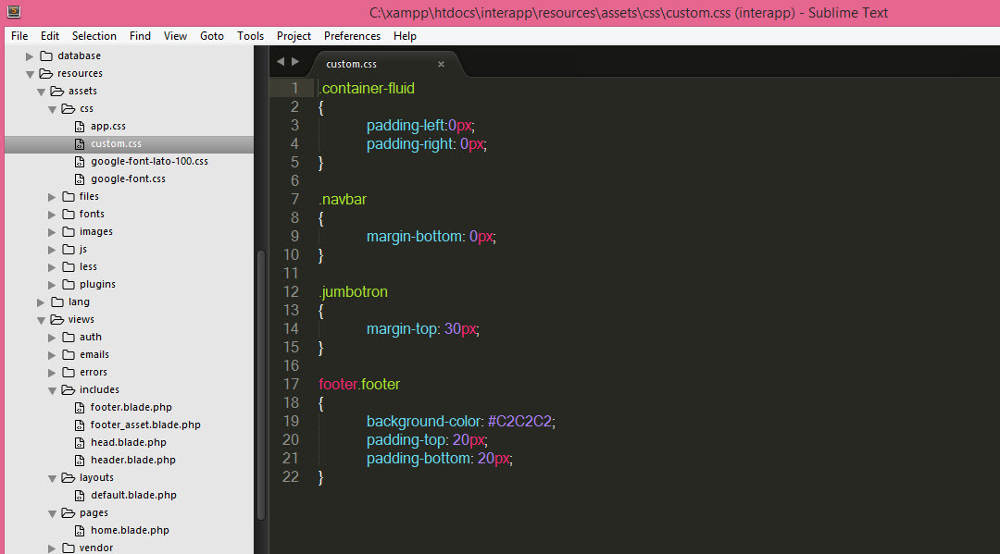 C:\xampp\htdocs\interapp\resources\assets\css\custom.css (interapp) - Sublime Text
File Edit Selection Find View Goto Tools Project Preferences Help
database
resources
assets
css
app.css
custom.css
google-font-lato-100.css
google-font.css
files
fonts
images
js
less
plugins
lang
views
auth
emails
errors
includes
footer.blade.php
footer_asset.blade.php
head.blade.php
header.blade.php
layouts
default.blade.php
pages
home.blade.php
vendor
custom.css ×
1 .container-fluid
2 {
3 padding-left:0px;
4 padding-right: 0px;
5 }
6
7 .navbar
8 {
9 margin-bottom: 0px;
10 }
11
12 .jumbotron
13 {
14 margin-top: 30px;
15 }
16
17 footer.footer
18 {
19 background-color: #C2C2C2;
20 padding-top: 20px;
21 padding-bottom: 20px;
22 }